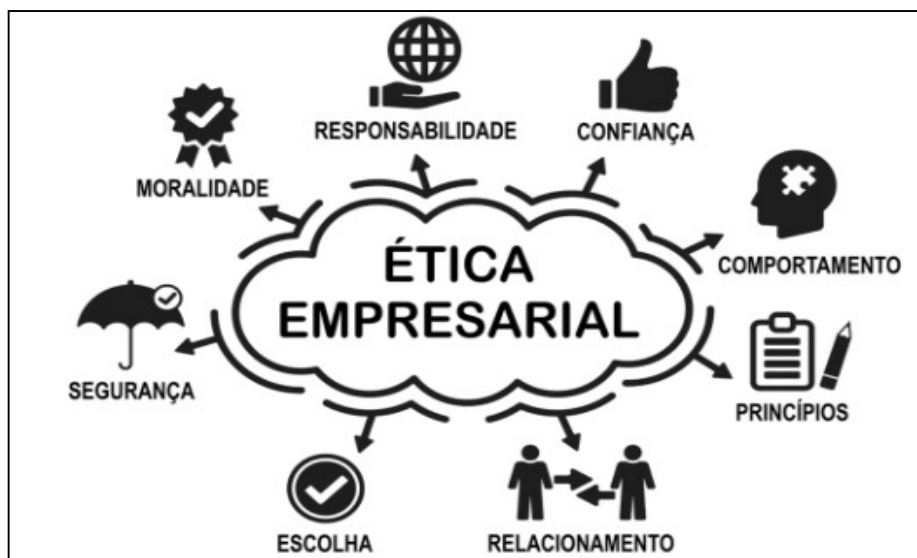 RESPONSABILIDADE
CONFIANÇA
MORALIDADE
ÉTICA
EMPRESARIAL
COMPORTAMENTO
SEGURANÇA
PRINCÍPIOS
ESCOLHA
RELACIONAMENTO